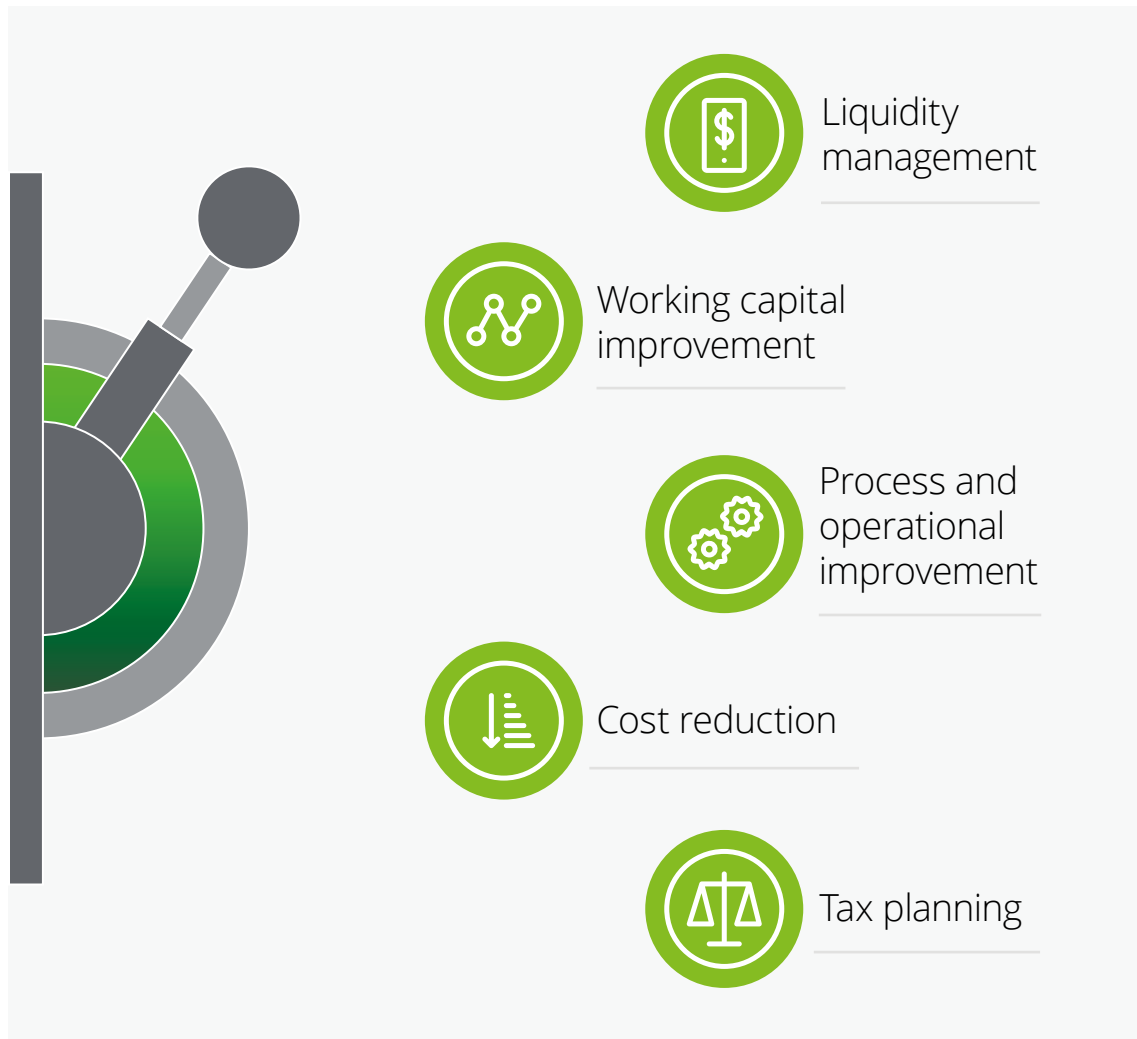 Liquidity
management
Working capital
improvement
Process and
operational
improvement
Cost reduction
Tax planning